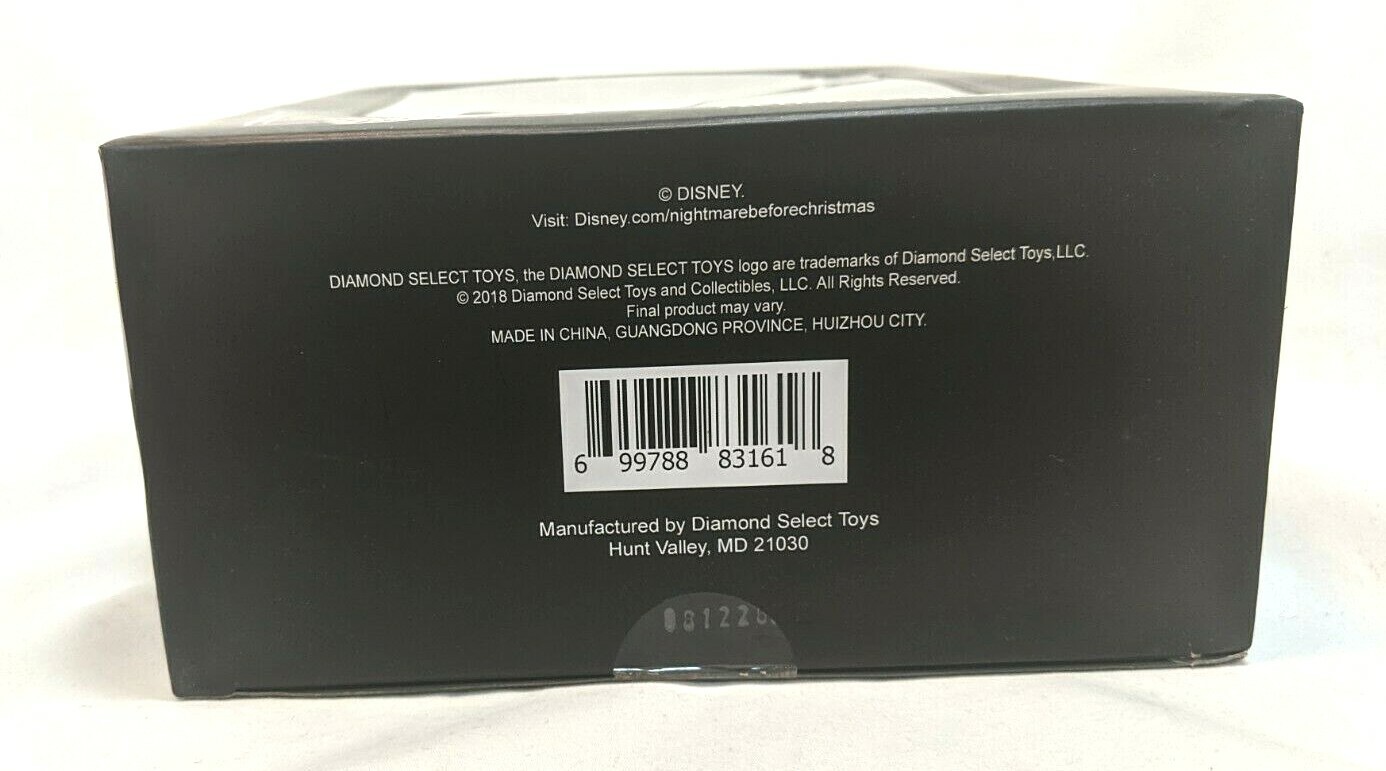 © DISNEY.
Visit: Disney.com/nightmarebeforechristmas
DIAMOND SELECT TOYS, the DIAMOND SELECT TOYS logo are trademarks of Diamond Select Toys,LLC.
© 2018 Diamond Select Toys and Collectibles, LLC. All Rights Reserved.
Final product may vary.
MADE IN CHINA, GUANGDONG PROVINCE, HUIZHOU CITY.
6 99788 83161 8
Manufactured by Diamond Select Toys
Hunt Valley, MD 21030